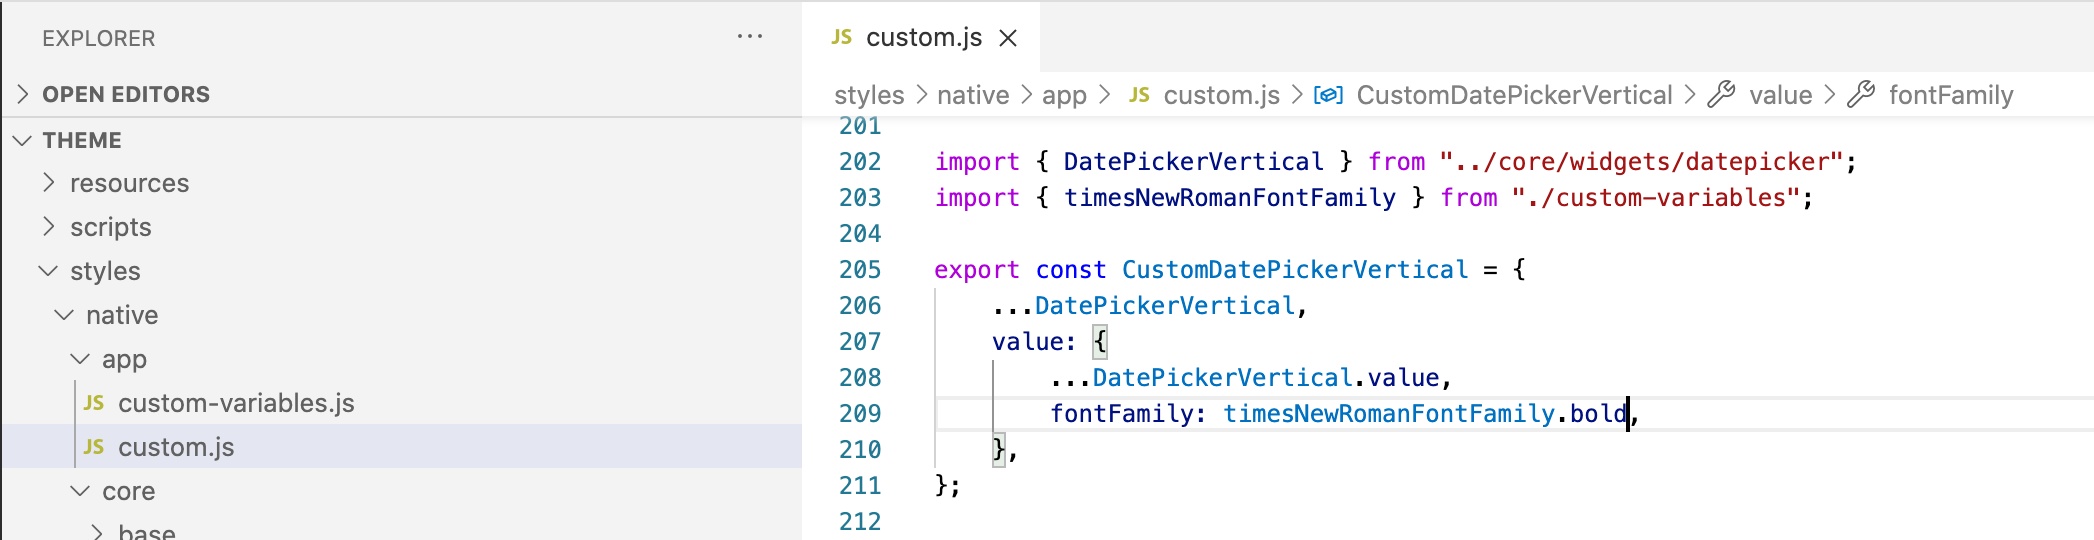 EXPLORER ···
OPEN EDITORS
THEME
resources
scripts
styles
native
app
JS custom-variables.js
JS custom.js
core
base
JS custom.js
styles > native > app > JS custom.js > CustomDatePickerVertical > value > fontFamily
201
202 import { DatePickerVertical } from "../core/widgets/datepicker";
203 import { timesNewRomanFontFamily } from "./custom-variables";
204
205 export const CustomDatePickerVertical = {
206 ...DatePickerVertical,
207 value: {
208 ...DatePickerVertical.value,
209 fontFamily: timesNewRomanFontFamily.bold,
210 },
211 };
212